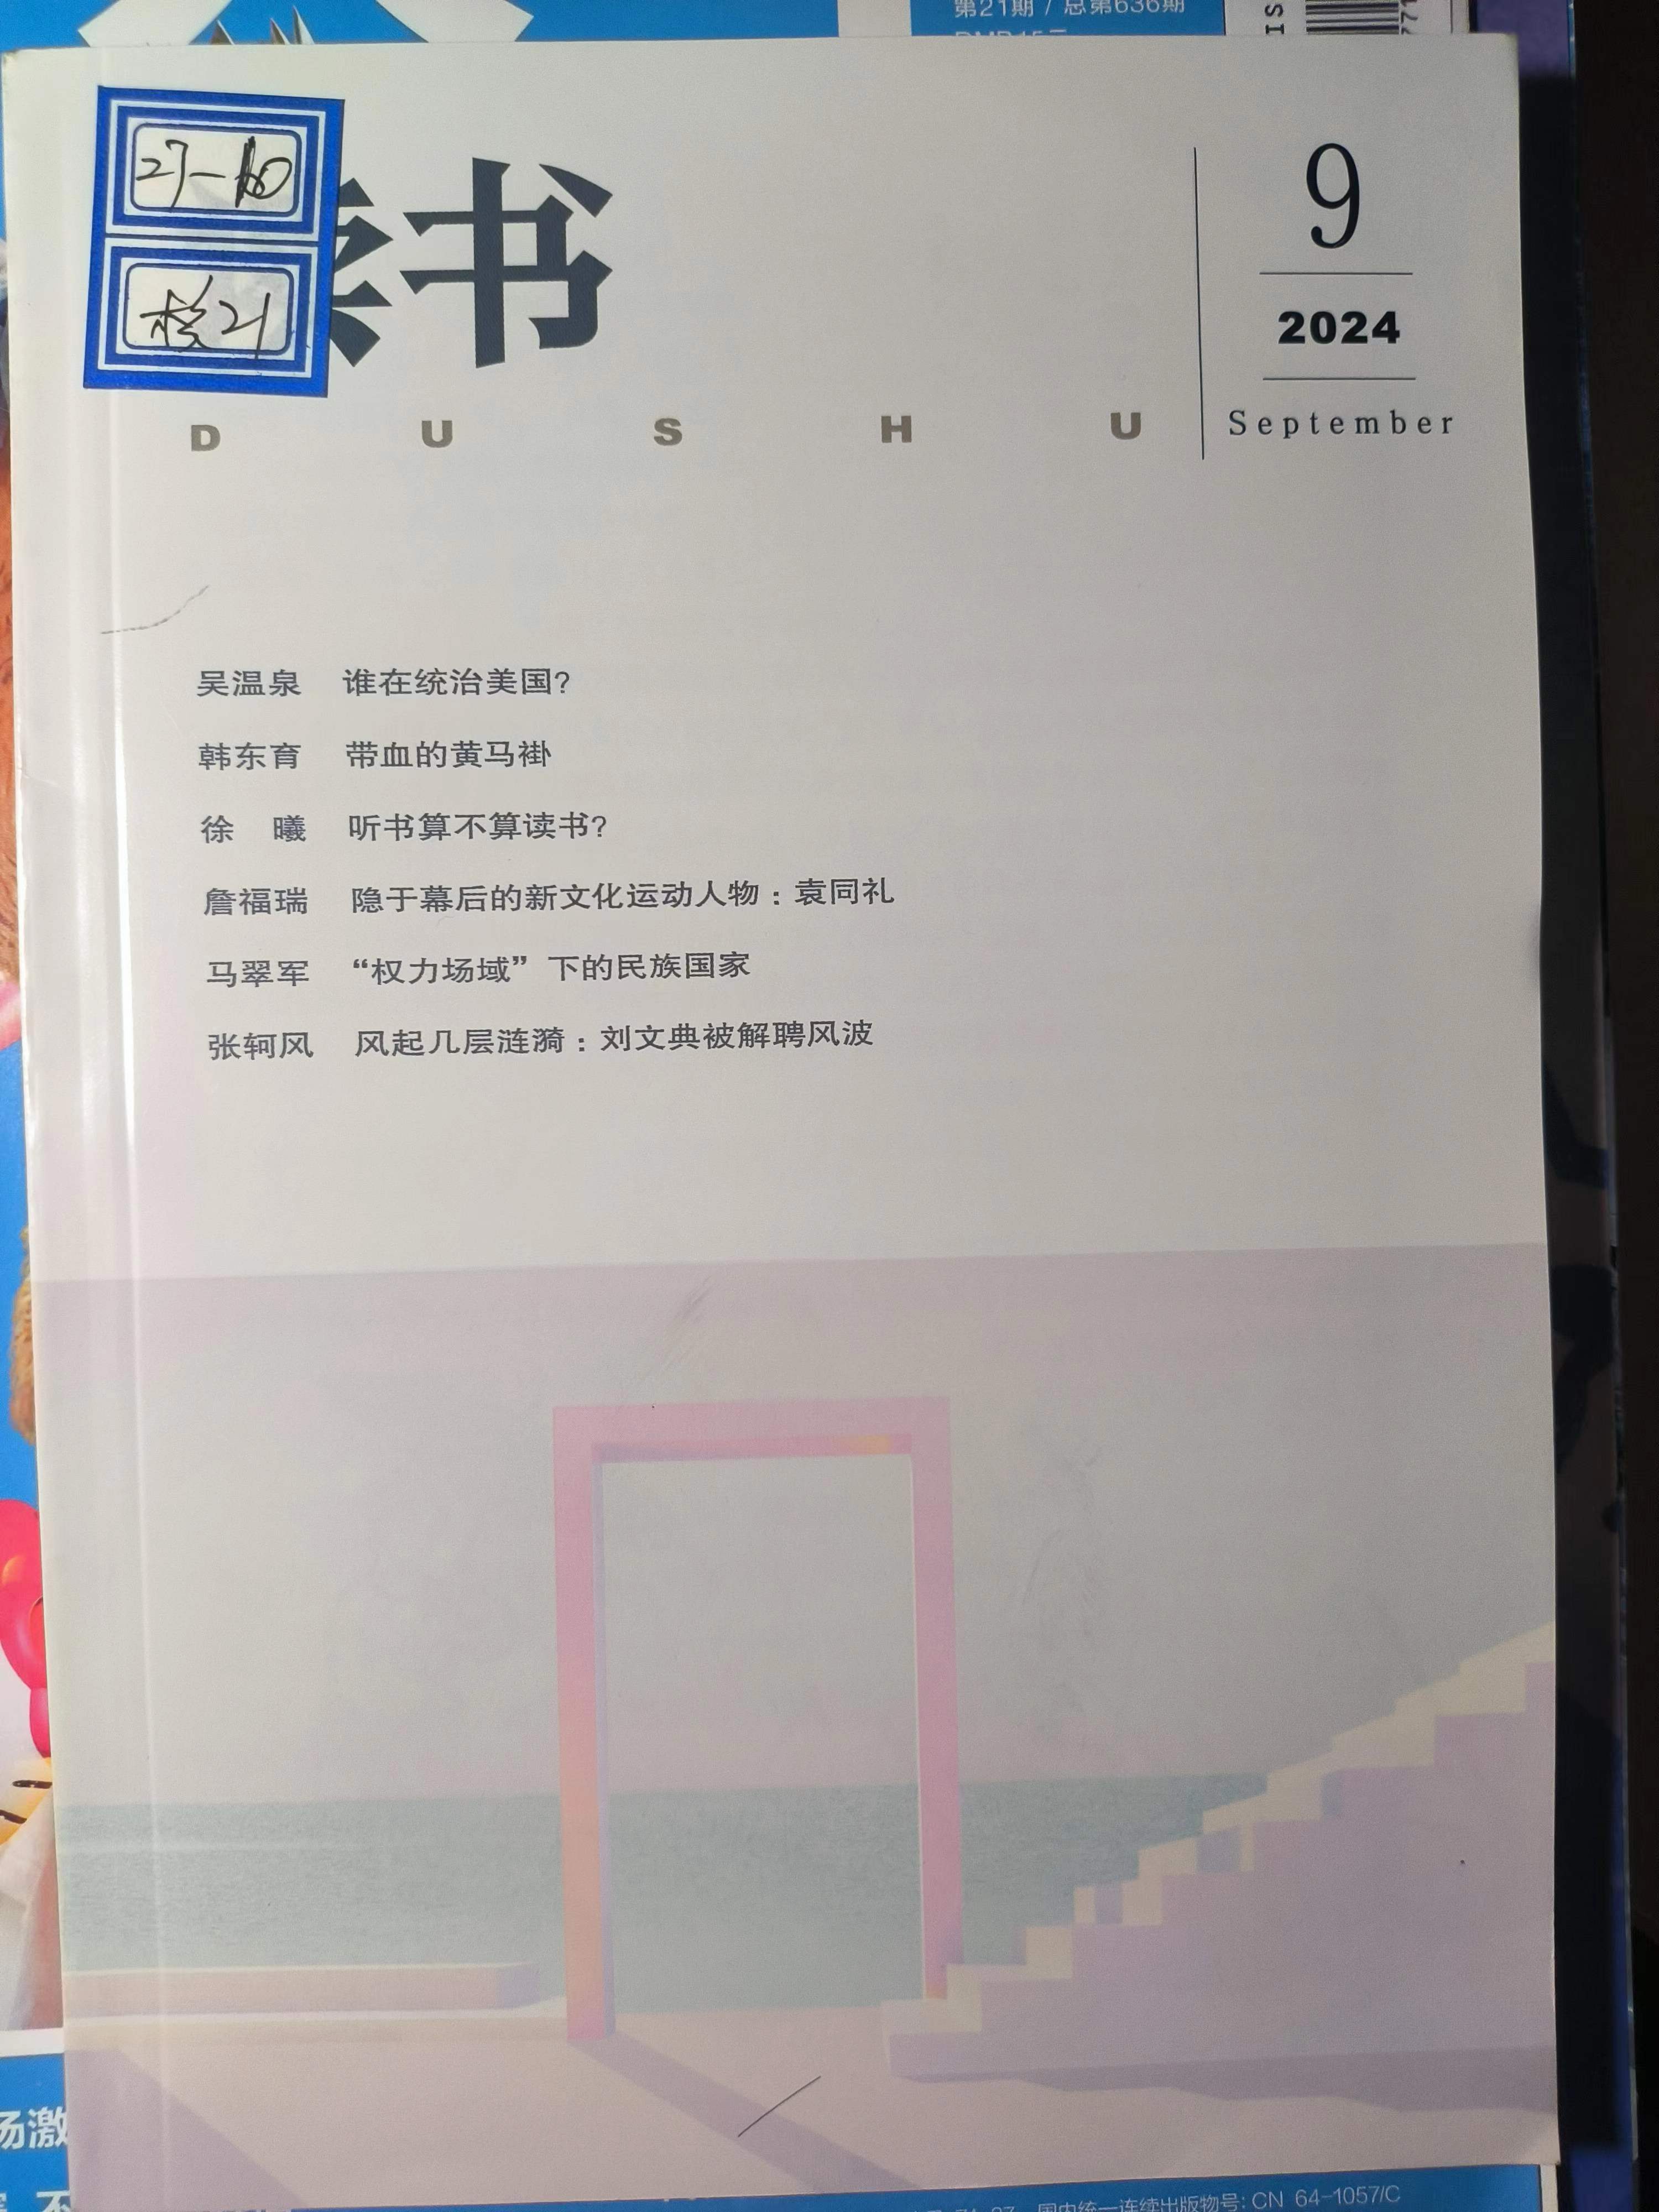 第21期 / 总第636期
27-160
校21
读书
DUSHU
9
2024
September
吴温泉 谁在统治美国？
韩东育 带血的黄马褂
徐 曦 听书算不算读书？
詹福瑞 隐于幕后的新文化运动人物：袁同礼
马翠军 “权力场域”下的民族国家
张轲风 风起几层涟漪：刘文典被解聘风波
国内统一连续出版物号：CN 64-1057/C